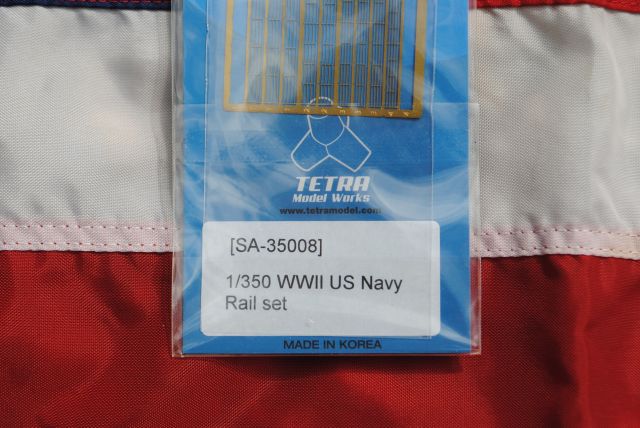 TETRA
Model Works
www.tetramodel.com
[SA-35008]
1/350 WWII US Navy
Rail set
MADE IN KOREA